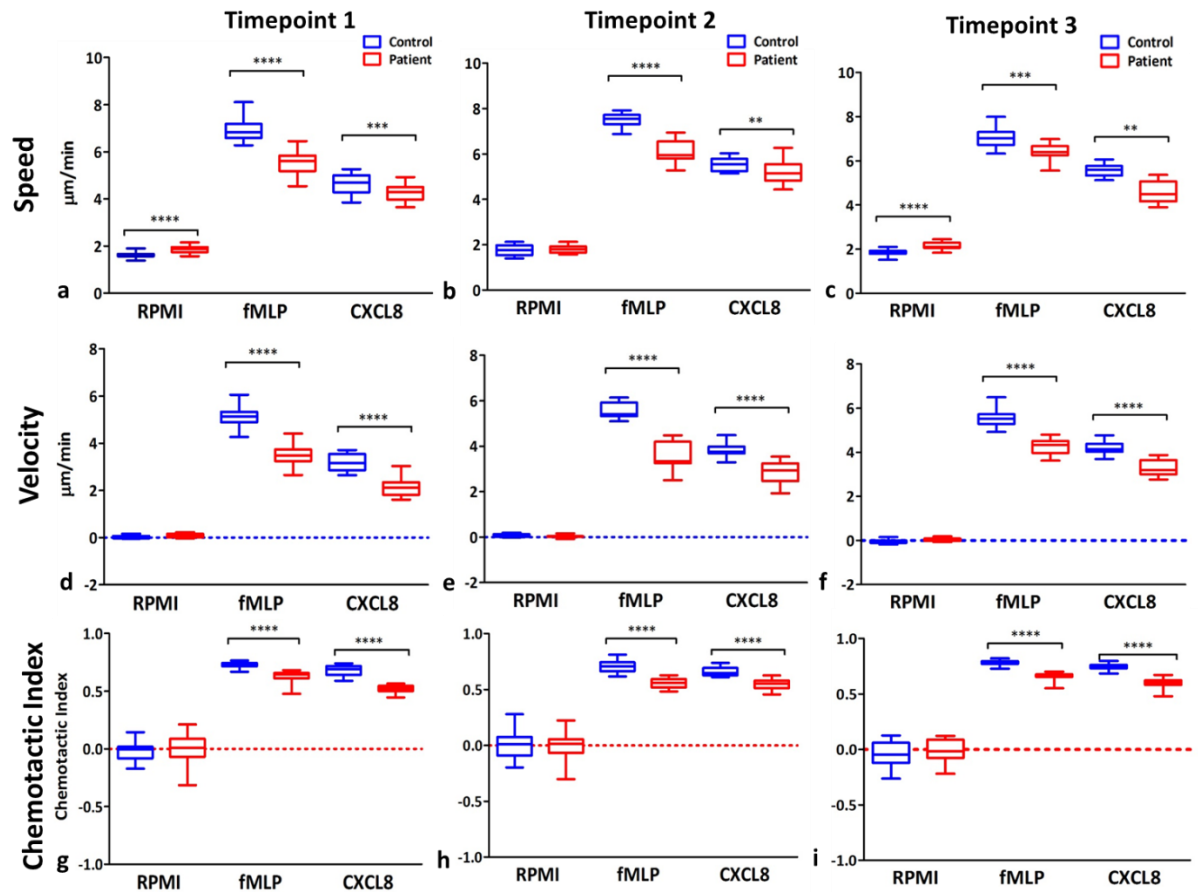 Timepoint 1
Timepoint 2
Timepoint 3
Speed
µm/min
10
8
6
4
2
0
Control
Patient
****
****
***
a
RPMI
fMLP
CXCL8
10
8
6
4
2
0
Control
Patient
****
**
b
RPMI
fMLP
CXCL8
10
8
6
4
2
0
Control
Patient
****
***
**
c
RPMI
fMLP
CXCL8
Velocity
µm/min
8
6
4
2
0
-2
****
****
d
RPMI
fMLP
CXCL8
8
6
4
2
0
-2
****
****
e
RPMI
fMLP
CXCL8
8
6
4
2
0
-2
****
****
f
RPMI
fMLP
CXCL8
Chemotactic Index
Chemotactic Index
1.0
0.5
0.0
-0.5
-1.0
****
****
g
RPMI
fMLP
CXCL8
1.0
0.5
0.0
-0.5
-1.0
****
****
h
RPMI
fMLP
CXCL8
1.0
0.5
0.0
-0.5
-1.0
****
****
i
RPMI
fMLP
CXCL8